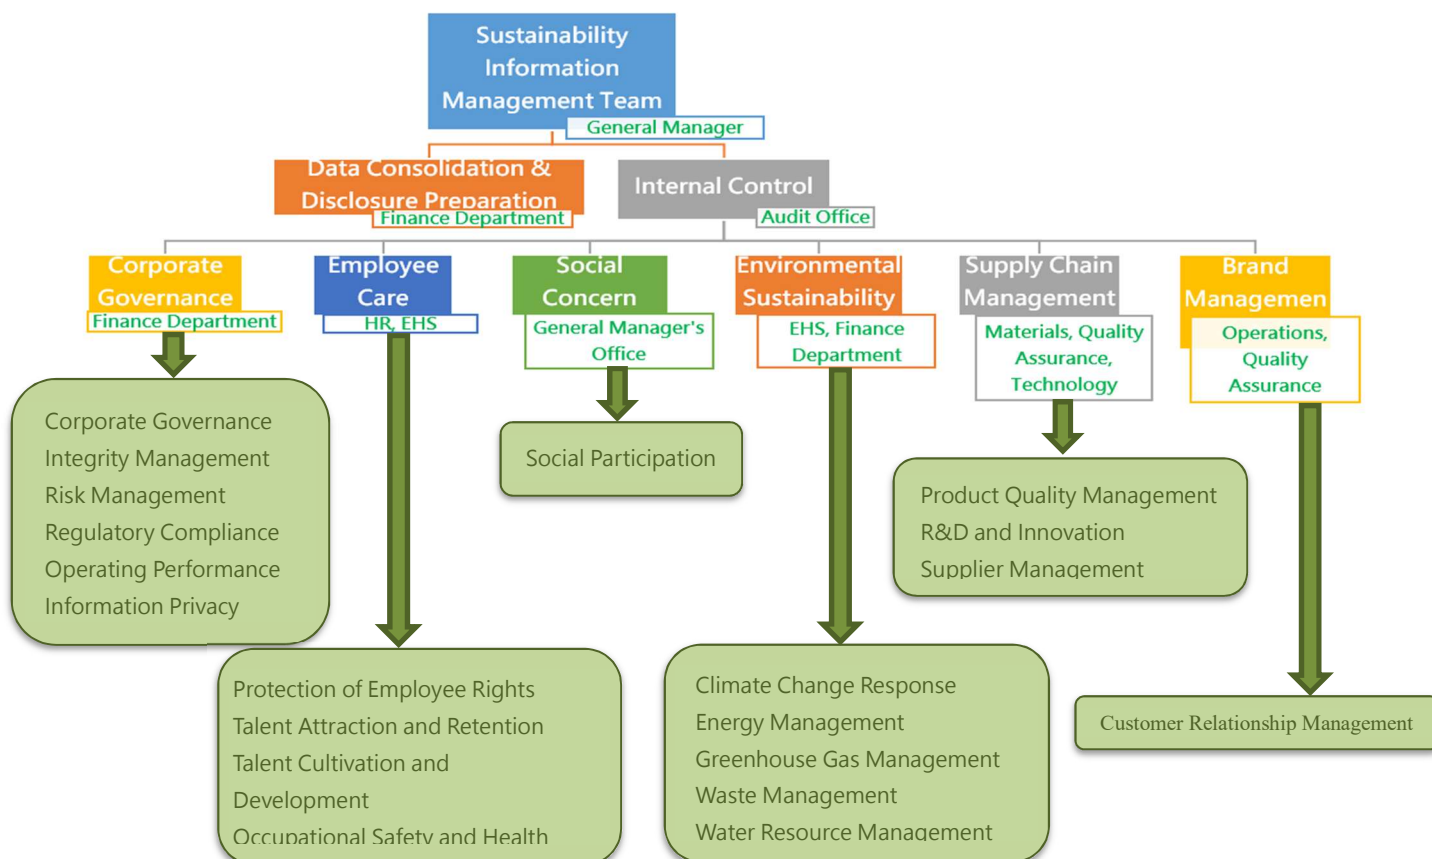 Sustainability
Information
Management Team
General Manager
Data Consolidation &
Disclosure Preparation
Finance Department
Internal Control
Audit Office
Corporate
Governance
Finance Department
Employee
Care
HR, EHS
Social
Concern
General Manager's
Office
Environmental
Sustainability
EHS, Finance
Department
Supply Chain
Management
Materials, Quality
Assurance,
Technology
Brand
Managemen
Operations,
Quality
Assurance
Corporate Governance
Integrity Management
Risk Management
Regulatory Compliance
Operating Performance
Information Privacy
Protection of Employee Rights
Talent Attraction and Retention
Talent Cultivation and
Development
Occupational Safety and Health
Social Participation
Climate Change Response
Energy Management
Greenhouse Gas Management
Waste Management
Water Resource Management
Product Quality Management
R&D and Innovation
Supplier Management
Customer Relationship Management